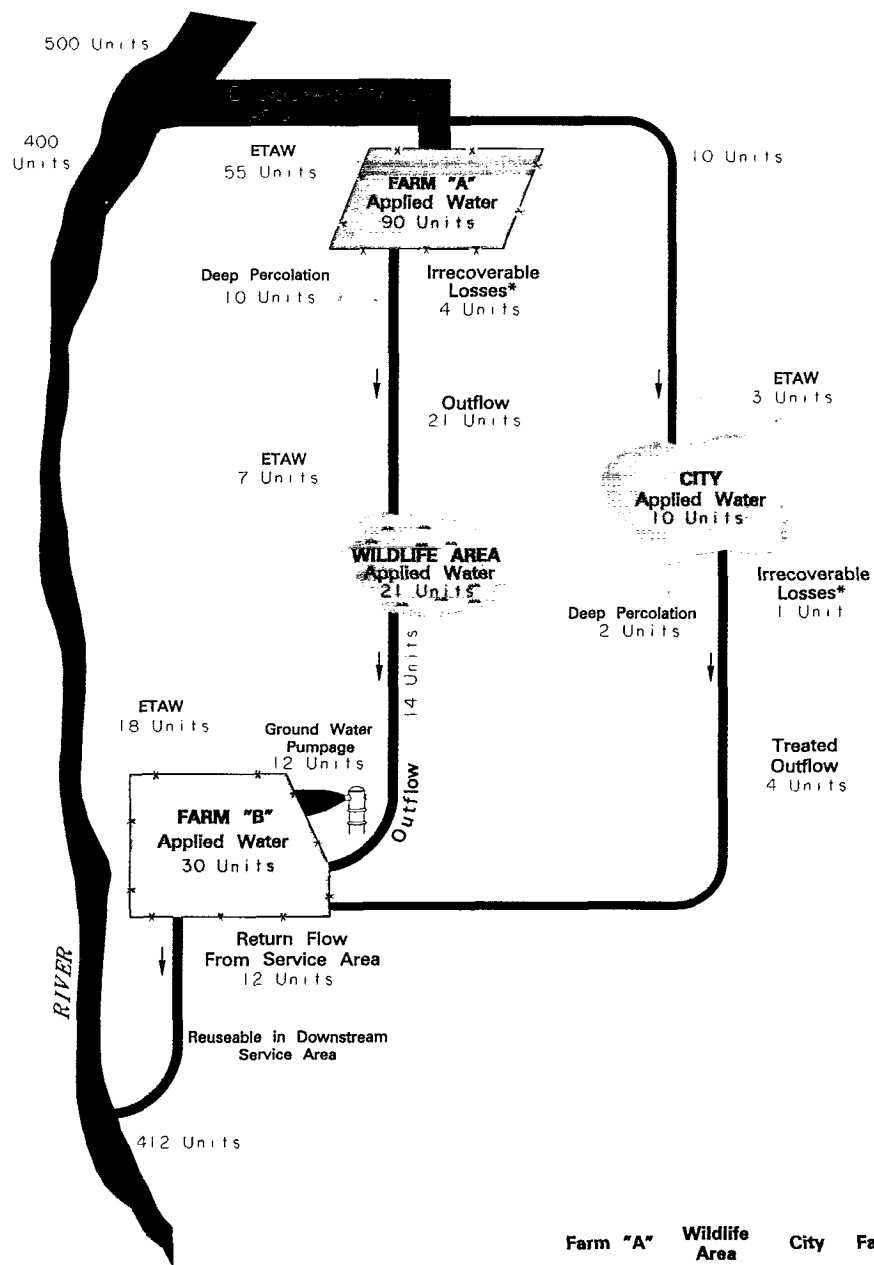 500 Units
400
Units
ETAW
55 Units
FARM "A"
Applied Water
90 Units
10 Units
Deep Percolation
10 Units
Irrecoverable
Losses*
4 Units
Outflow
21 Units
ETAW
3 Units
ETAW
7 Units
CITY
Applied Water
10 Units
WILDLIFE AREA
Applied Water
21 Units
Irrecoverable
Losses*
1 Unit
Deep Percolation
2 Units
14 Units
Outflow
ETAW
18 Units
Ground Water
Pumpage
12 Units
Treated
Outflow
4 Units
FARM "B"
Applied Water
30 Units
Return Flow
From Service Area
12 Units
RIVER
Reuseable in Downstream
Service Area
412 Units
Farm "A" Wildlife Area City Fa